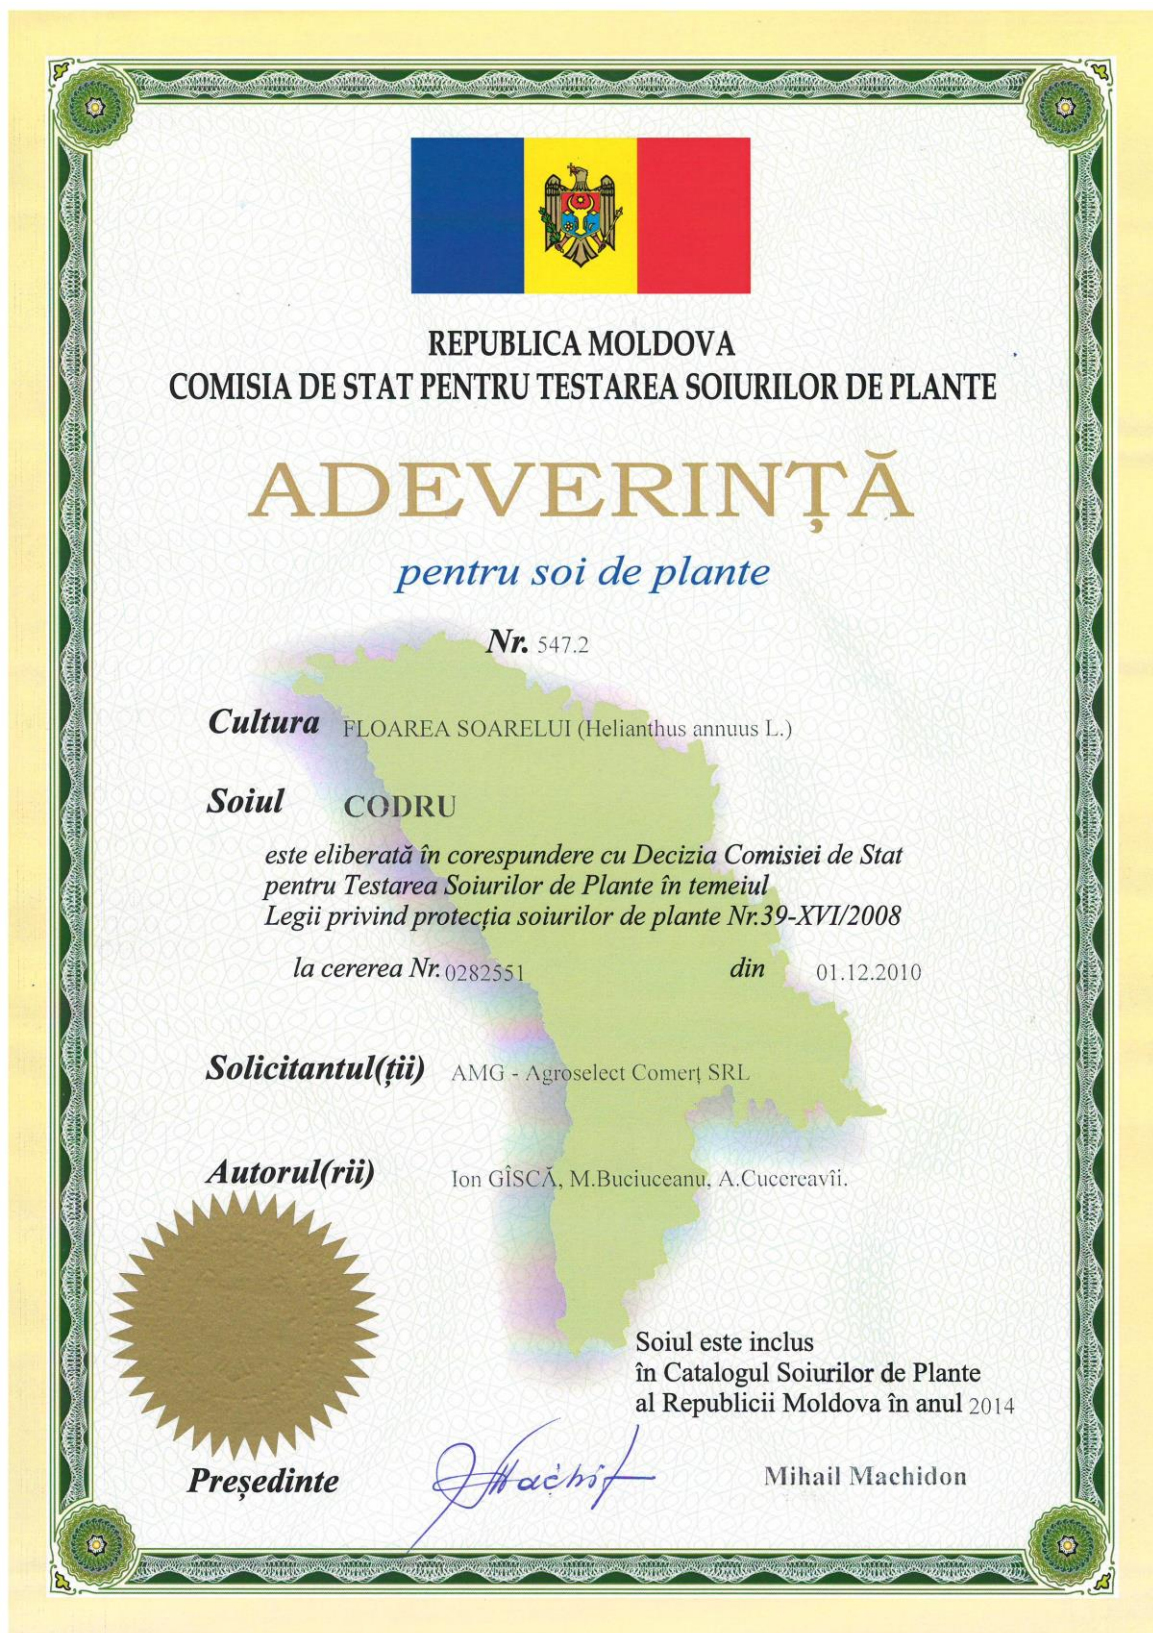 REPUBLICA MOLDOVA
COMISIA DE STAT PENTRU TESTAREA SOIURILOR DE PLANTE
ADEVERINȚĂ
pentru soi de plante
Nr. 547.2
Cultura FLOAREA SOARELUI (Helianthus annuus L.)
Soiul CODRU
este eliberată în corespundere cu Decizia Comisiei de Stat
pentru Testarea Soiurilor de Plante în temeiul
Legii privind protecția soiurilor de plante Nr.39-XVI/2008
la cererea Nr. 0282551 din 01.12.2010
Solicitantul(ții) AMG - Agroselect Comerț SRL
Autorul(rii) Ion GÎSCĂ, M.Buciuceanu, A.Cucereavîi.
Soiul este inclus
în Catalogul Soiurilor de Plante
al Republicii Moldova în anul 2014
Președinte Mihail Machidon